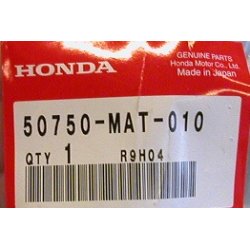 HONDA
GENUINE PARTS
Honda Motor Co., Ltd.
Made in Japan
50750-MAT-010
QTY 1 R9H04